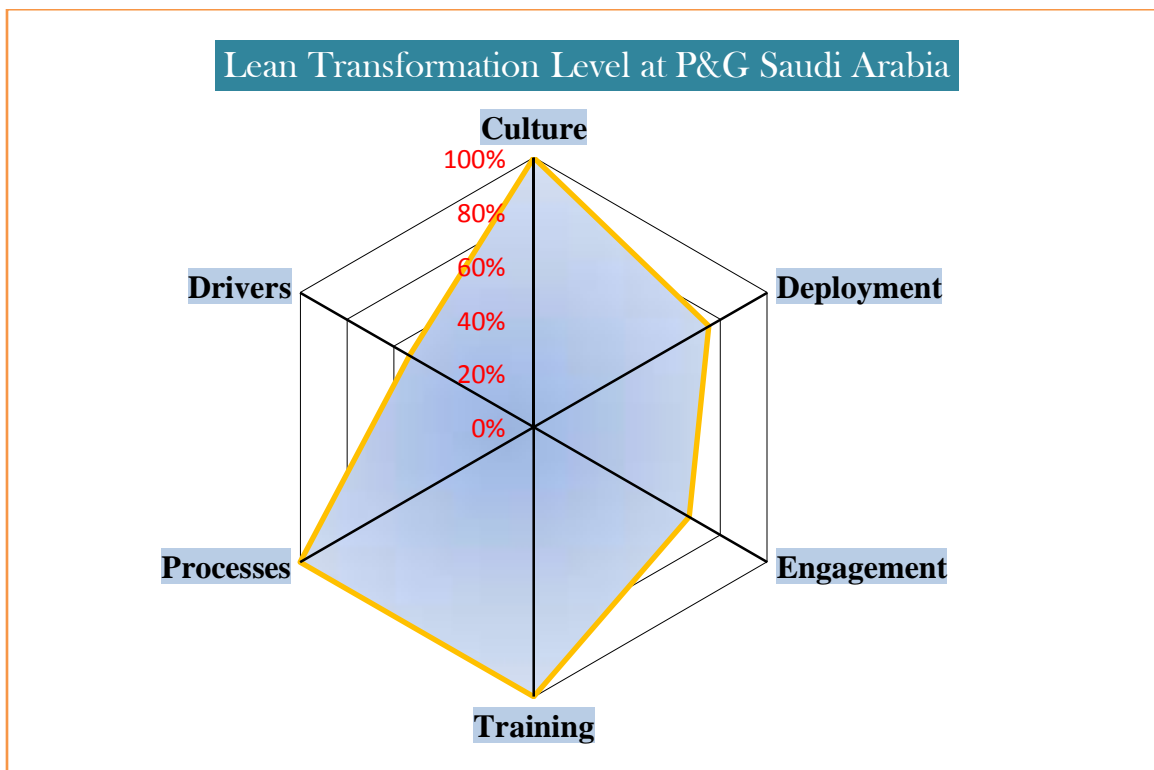 Lean Transformation Level at P&G Saudi Arabia
Culture
100%
80%
60%
Drivers
Deployment
40%
20%
0%
Processes
Engagement
Training